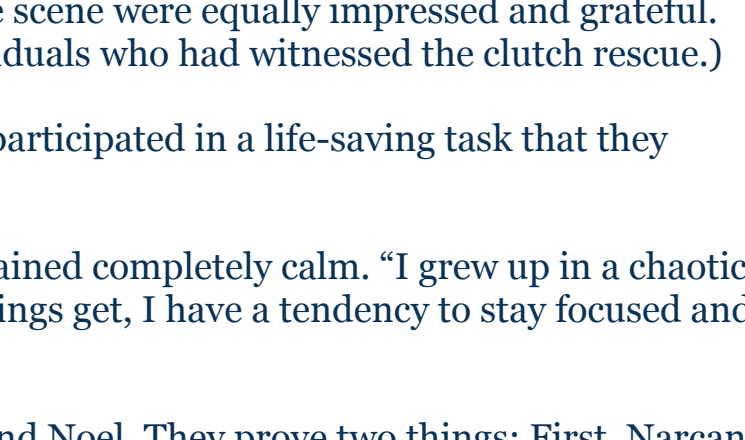 e scene were equally impressed and grateful.
iduals who had witnessed the clutch rescue.)
participated in a life-saving task that they
ained completely calm. “I grew up in a chaotic
ings get, I have a tendency to stay focused and
nd Noel. They prove two things: First, Narcan